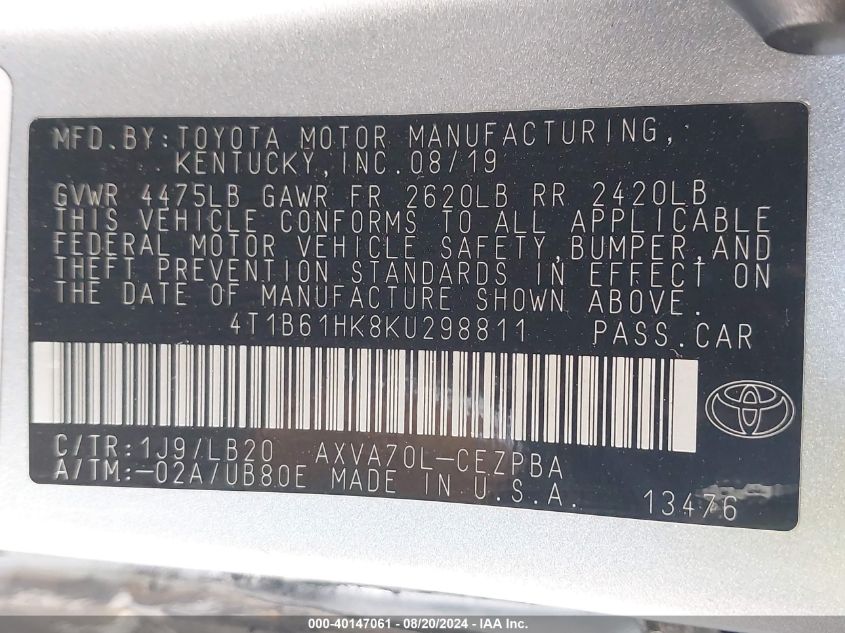 MFD. BY: TOYOTA MOTOR MANUFACTURING,
KENTUCKY, INC. 08/19
GVWR 4475LB GAWR FR 2620LB RR 2420LB
THIS VEHICLE CONFORMS TO ALL APPLICABLE
FEDERAL MOTOR VEHICLE SAFETY, BUMPER, AND
THEFT PREVENTION STANDARDS IN EFFECT ON
THE DATE OF MANUFACTURE SHOWN ABOVE.
4T1B61HK8KU298811 PASS. CAR
C/TR: 1J9/LB20 AXVA70L-CEZPBA
A/TM: -02A/UB80E MADE IN U.S.A. 13476
000-40147061 - 08/20/2024 - IAA Inc.